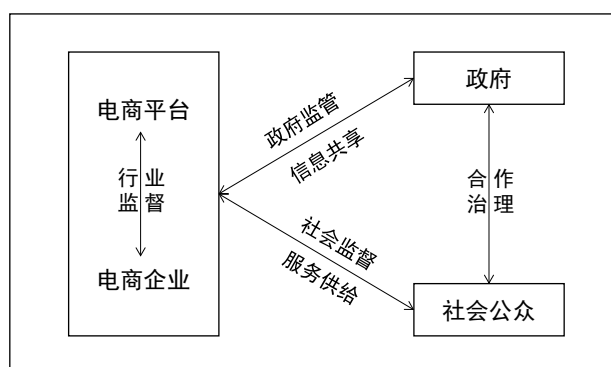 电商平台
行业
监督
电商企业
政府监管
信息共享
社会监督
服务供给
政府
合作
治理
社会公众